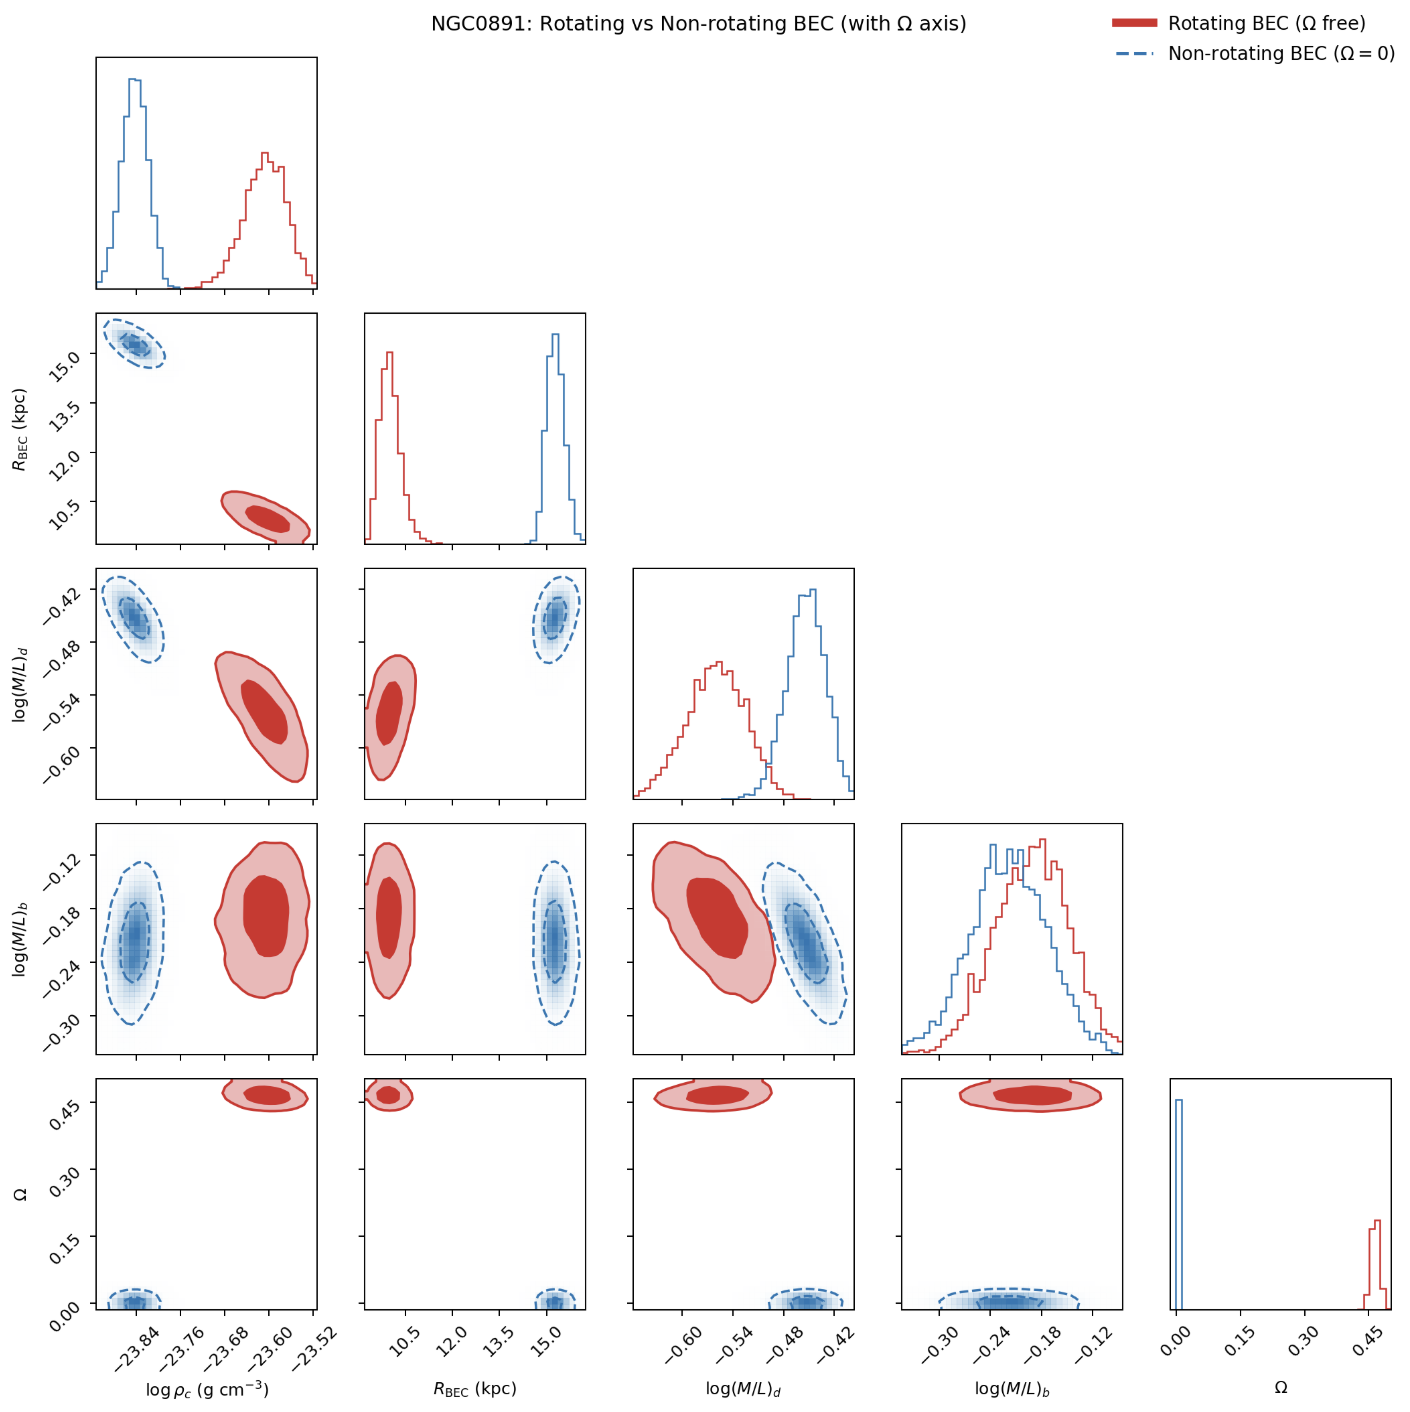 NGC0891: Rotating vs Non-rotating BEC (with Ω axis)
Rotating BEC (Ω free)
Non-rotating BEC (Ω = 0)
R_BEC (kpc)
15.0
13.5
12.0
10.5
log(M/L)_d
−0.42
−0.48
−0.54
−0.60
log(M/L)_b
−0.12
−0.18
−0.24
−0.30
Ω
0.45
0.30
0.15
0.00
−23.84 −23.76 −23.68 −23.60 −23.52
10.5 12.0 13.5 15.0
−0.60 −0.54 −0.48 −0.42
−0.30 −0.24 −0.18 −0.12
0.00 0.15 0.30 0.45
log ρ_c (g cm⁻³)
R_BEC (kpc)
log(M/L)_d
log(M/L)_b
Ω